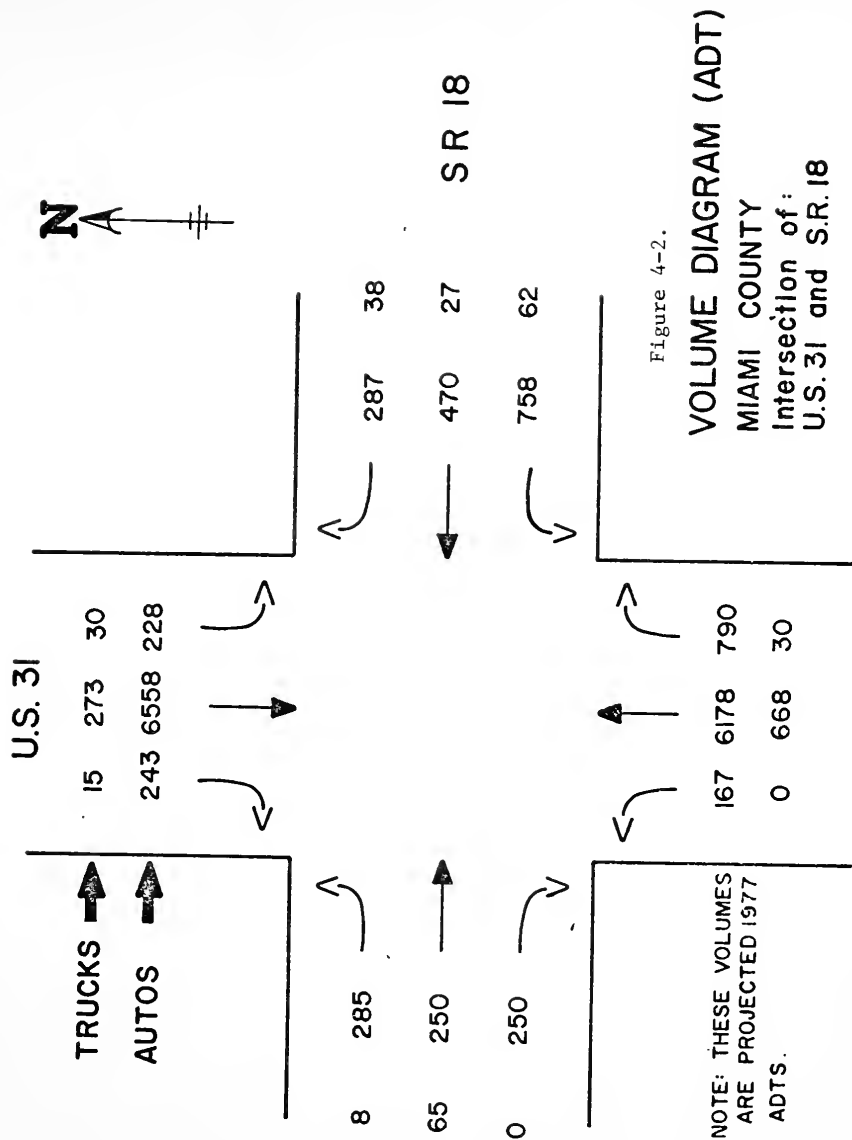 U.S. 31
N
TRUCKS 15 273 30
AUTOS 243 6558 228
8 285
65 250
0 250
287 38
470 27
758 62
SR 18
167 6178 790
0 668 30
NOTE: THESE VOLUMES
ARE PROJECTED 1977
ADTS.
Figure 4-2.
VOLUME DIAGRAM (ADT)
MIAMI COUNTY
Intersection of:
U.S. 31 and S.R. 18